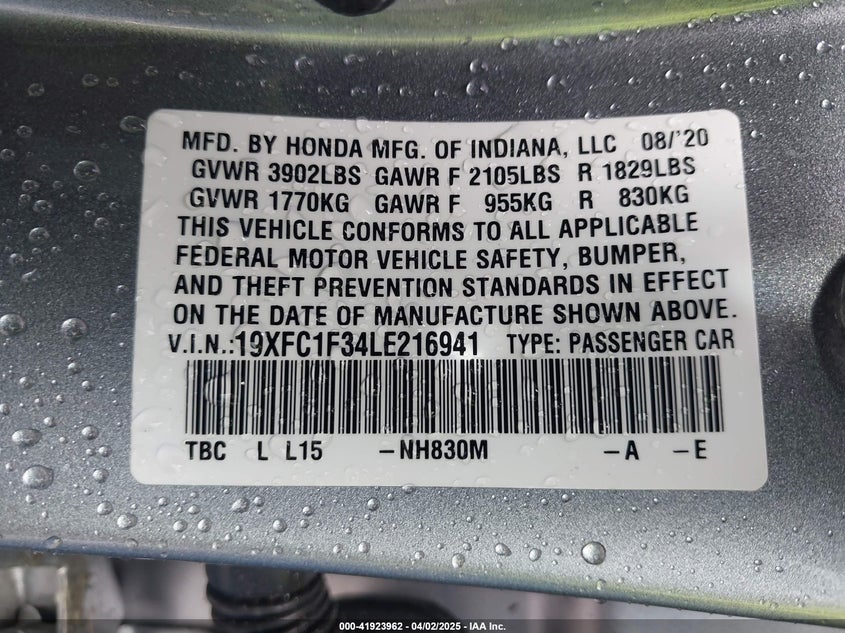 MFD. BY HONDA MFG. OF INDIANA, LLC 08/'20
GVWR 3902LBS GAWR F 2105LBS R 1829LBS
GVWR 1770KG GAWR F 955KG R 830KG
THIS VEHICLE CONFORMS TO ALL APPLICABLE
FEDERAL MOTOR VEHICLE SAFETY, BUMPER,
AND THEFT PREVENTION STANDARDS IN EFFECT
ON THE DATE OF MANUFACTURE SHOWN ABOVE.
V.I.N.:19XFC1F34LE216941 TYPE: PASSENGER CAR
TBC L L15 -NH830M -A -E
000-41923962 - 04/02/2025 - IAA Inc.